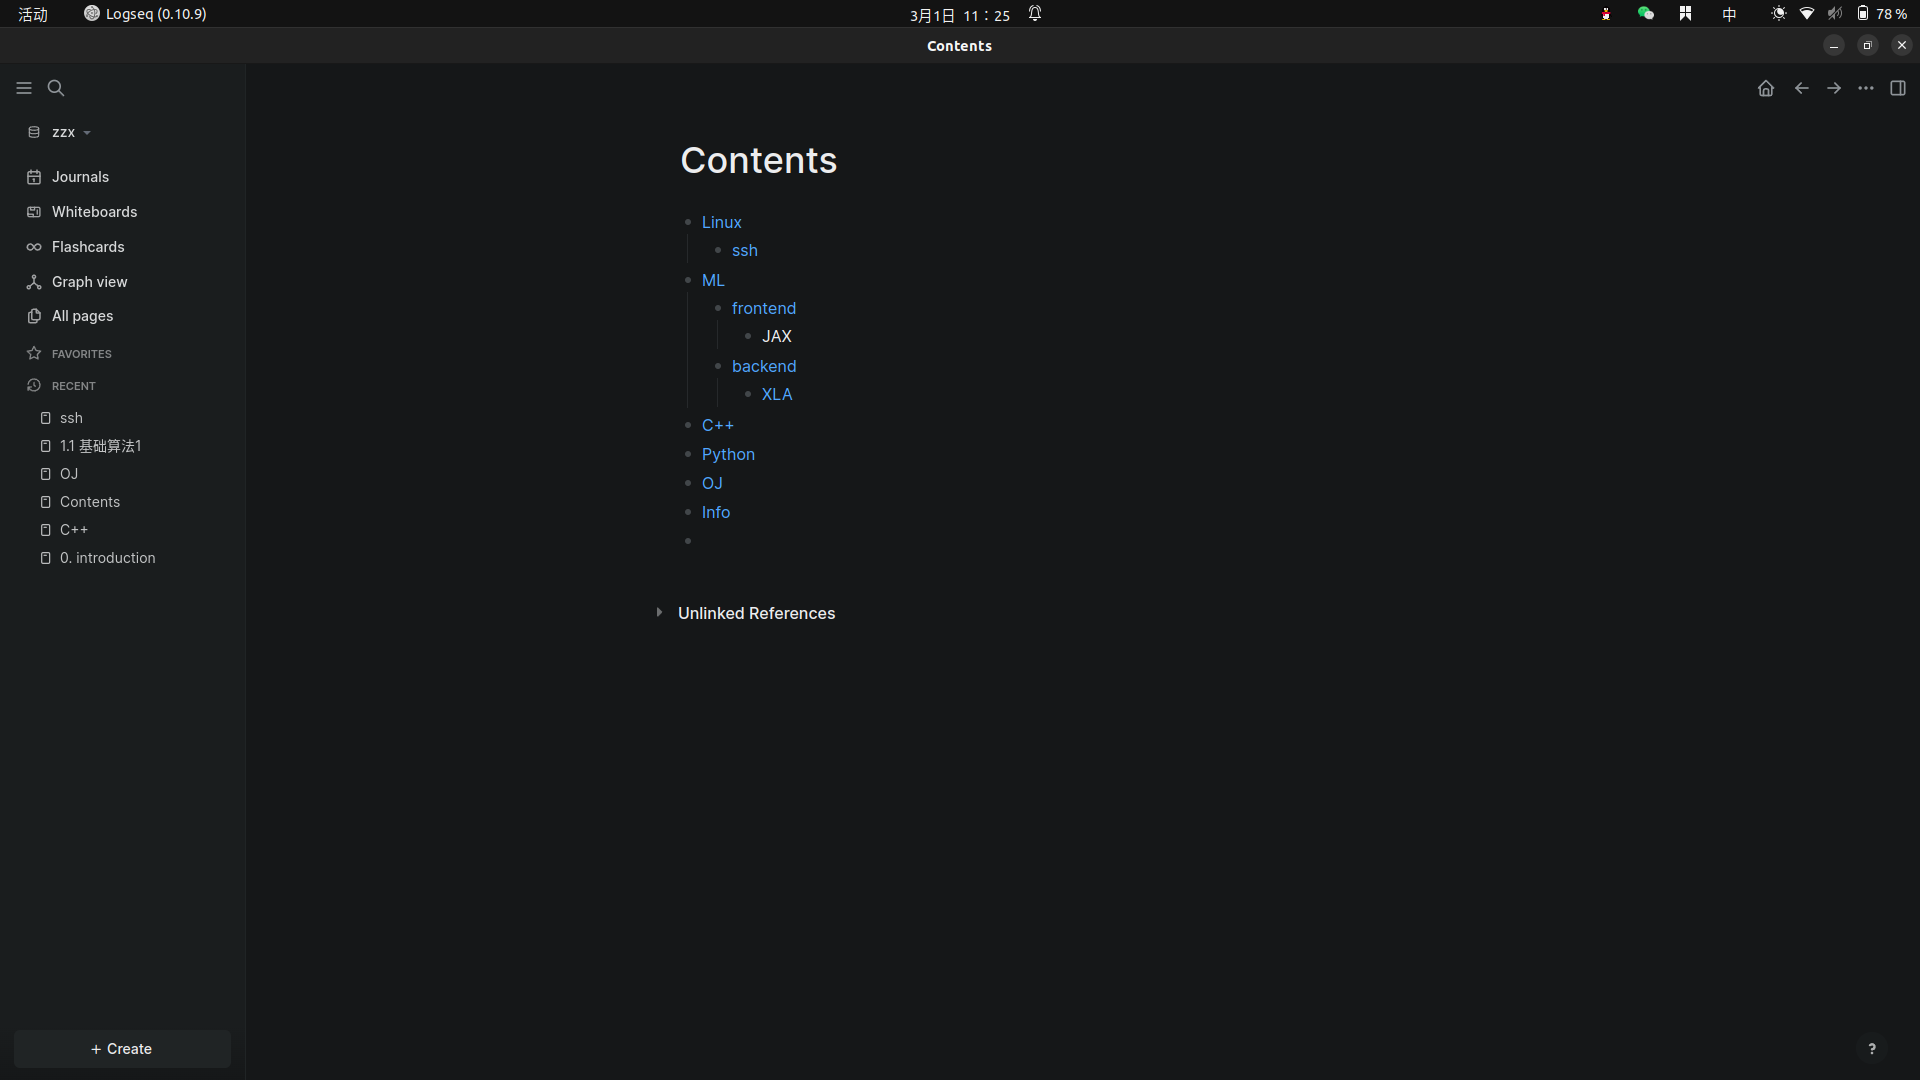 活动
Logseq (0.10.9)
3月1日 11：25
中
78 %
Contents
zzx
Journals
Whiteboards
Flashcards
Graph view
All pages
FAVORITES
RECENT
ssh
1.1 基础算法1
OJ
Contents
C++
0. introduction
+ Create
Contents
Linux
ssh
ML
frontend
JAX
backend
XLA
C++
Python
OJ
Info
Unlinked References
?